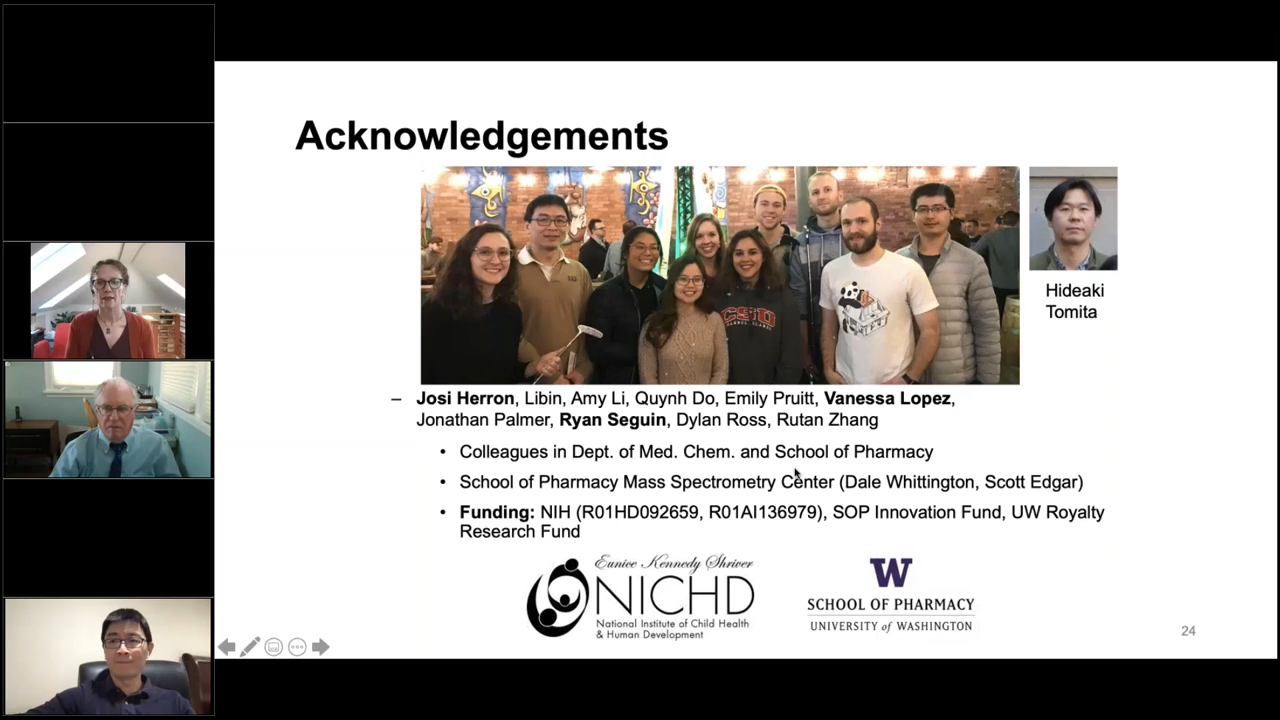 Acknowledgements
Hideaki
Tomita
– Josi Herron, Libin, Amy Li, Quynh Do, Emily Pruitt, Vanessa Lopez,
Jonathan Palmer, Ryan Seguin, Dylan Ross, Rutan Zhang
• Colleagues in Dept. of Med. Chem. and School of Pharmacy
• School of Pharmacy Mass Spectrometry Center (Dale Whittington, Scott Edgar)
• Funding: NIH (R01HD092659, R01AI136979), SOP Innovation Fund, UW Royalty
Research Fund
Eunice Kennedy Shriver
NICHD
National Institute of Child Health
& Human Development
W
SCHOOL OF PHARMACY
UNIVERSITY of WASHINGTON
24